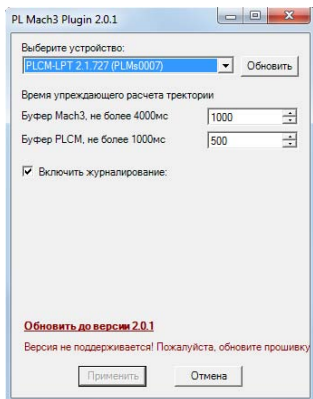 PL Mach3 Plugin 2.0.1
Выберите устройство:
PLCM-LPT 2.1.727 (PLMs0007)
Обновить
Время упреждающего расчета тректории
Буфер Mach3, не более 4000мс
1000
Буфер PLCM, не более 1000мс
500
Включить журналирование:
Обновить до версии 2.0.1
Версия не поддерживается! Пожалуйста, обновите прошивку
Применить
Отмена